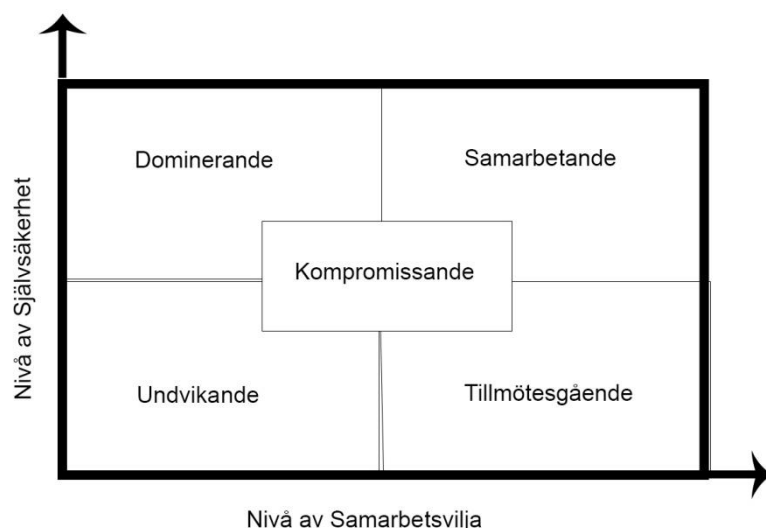 Dominerande
Samarbetande
Kompromissande
Undvikande
Tillmötesgående
Nivå av Självsäkerhet
Nivå av Samarbetsvilja